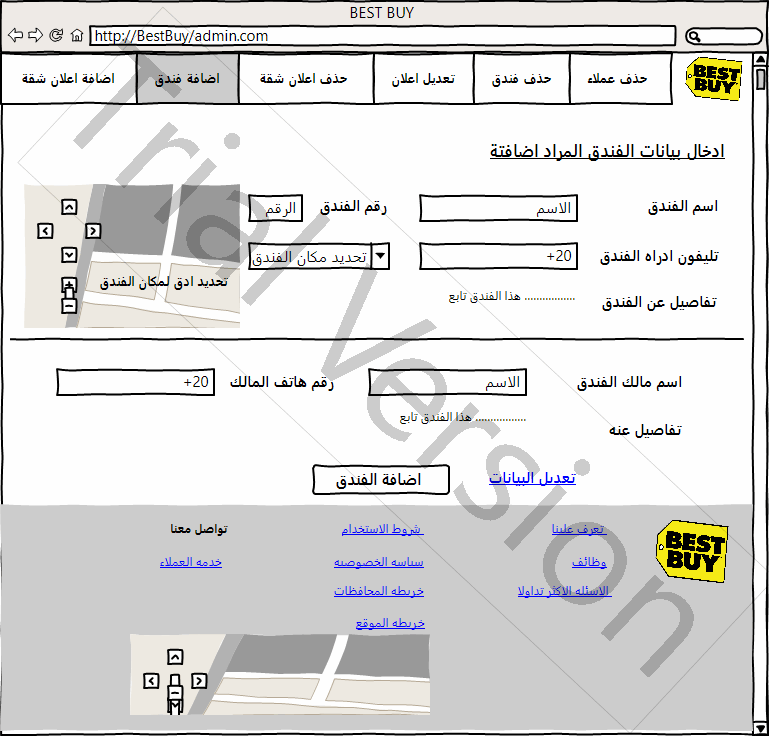 BEST BUY
http://BestBuy/admin.com
BEST BUY
حذف عملاء
حذف فندق
تعديل اعلان
حذف اعلان شقة
اضافة فندق
اضافة اعلان شقة
ادخال بيانات الفندق المراد اضافتة
اسم الفندق الاسم رقم الفندق الرقم
تليفون ادراه الفندق +20 تحديد مكان الفندق
تحديد ادق لمكان الفندق
تفاصيل عن الفندق هذا الفندق تابع ................
اسم مالك الفندق الاسم رقم هاتف المالك +20
تفاصيل عنه هذا الفندق تابع ................
تعديل البيانات اضافة الفندق
BEST BUY
تعرف علينا شروط الاستخدام تواصل معنا
وظائف سياسه الخصوصيه خدمه العملاء
الاسئله الاكثر تداولا خريطه المحافظات
خريطه الموقع
Trial Version